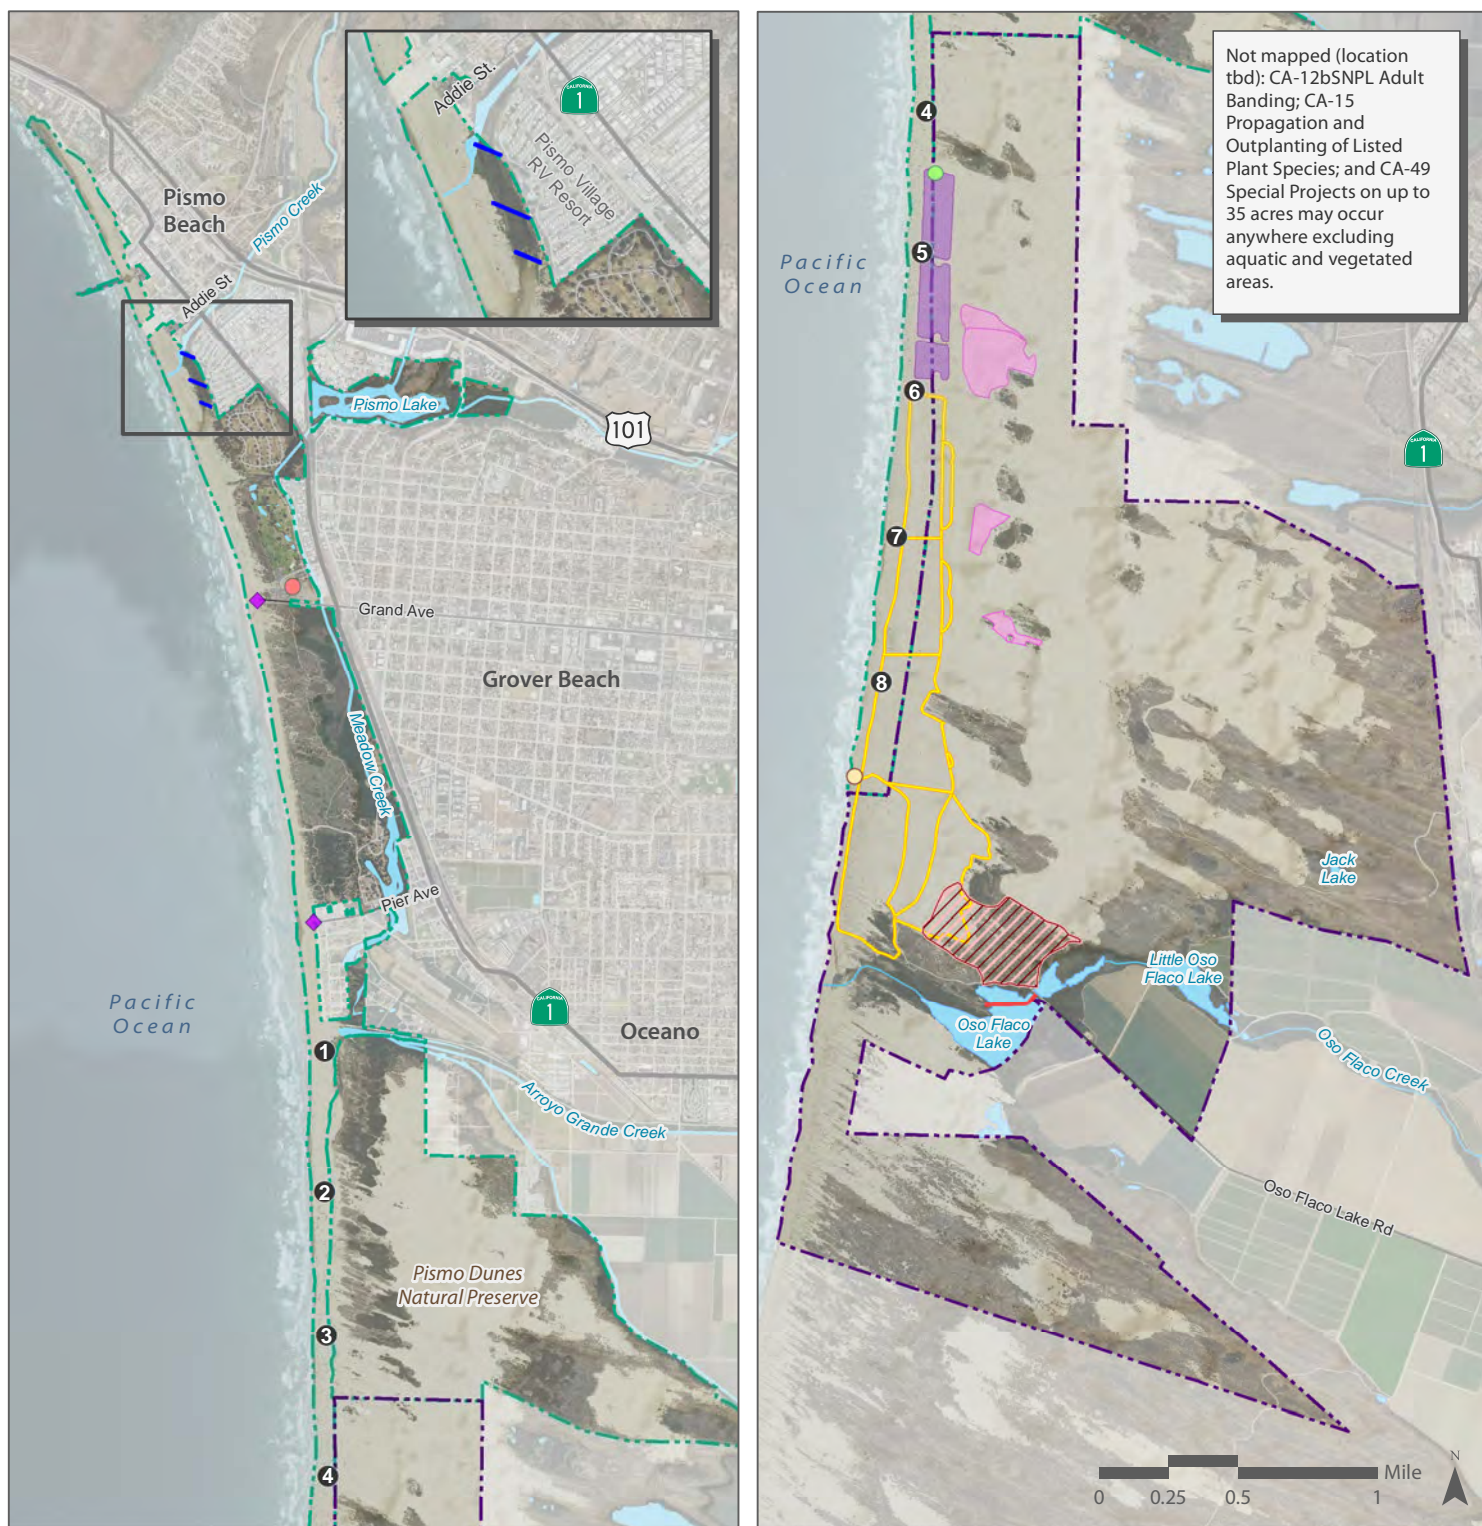 Pismo
Beach
Pismo Creek
Addie St
Addie St.
CALIFORNIA
1
Pismo Village
RV Resort
Pismo Lake
101
Grand Ave
Grover Beach
Meadow Creek
Pier Ave
Pacific
Ocean
CALIFORNIA
1
Oceano
1
Arroyo Grande Creek
2
Pismo Dunes
Natural Preserve
3
4
Not mapped (location
tbd): CA-12bSNPL Adult
Banding; CA-15
Propagation and
Outplanting of Listed
Plant Species; and CA-49
Special Projects on up to
35 acres may occur
anywhere excluding
aquatic and vegetated
areas.
4
5
Pacific
Ocean
6
CALIFORNIA
1
7
8
Jack
Lake
Little Oso
Flaco Lake
Oso Flaco
Lake
Oso Flaco Creek
Oso Flaco Lake Rd
N
Mile
0 0.25 0.5 1